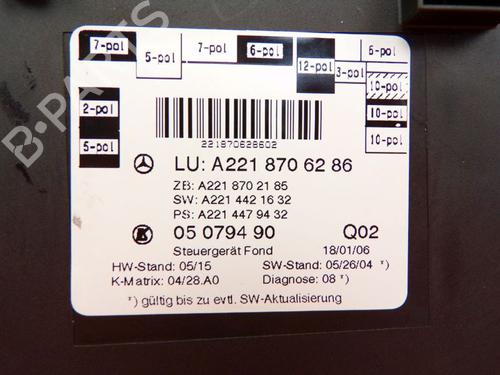 7-pol
5-pol
7-pol
6-pol
12-pol
3-pol
6-pol
10-pol
2-pol
10-pol
5-pol
10-pol
221870628602
LU: A221 870 62 86
ZB: A221 870 21 85
SW: A221 442 16 32
PS: A221 447 94 32
05 0794 90 Q02
Steuergerät Fond 18/01/06
HW-Stand: 05/15 SW-Stand: 05/26/04 *)
K-Matrix: 04/28.A0 Diagnose: 08 *)
*) gültig bis zu evtl. SW-Aktualisierung
B-PARTS